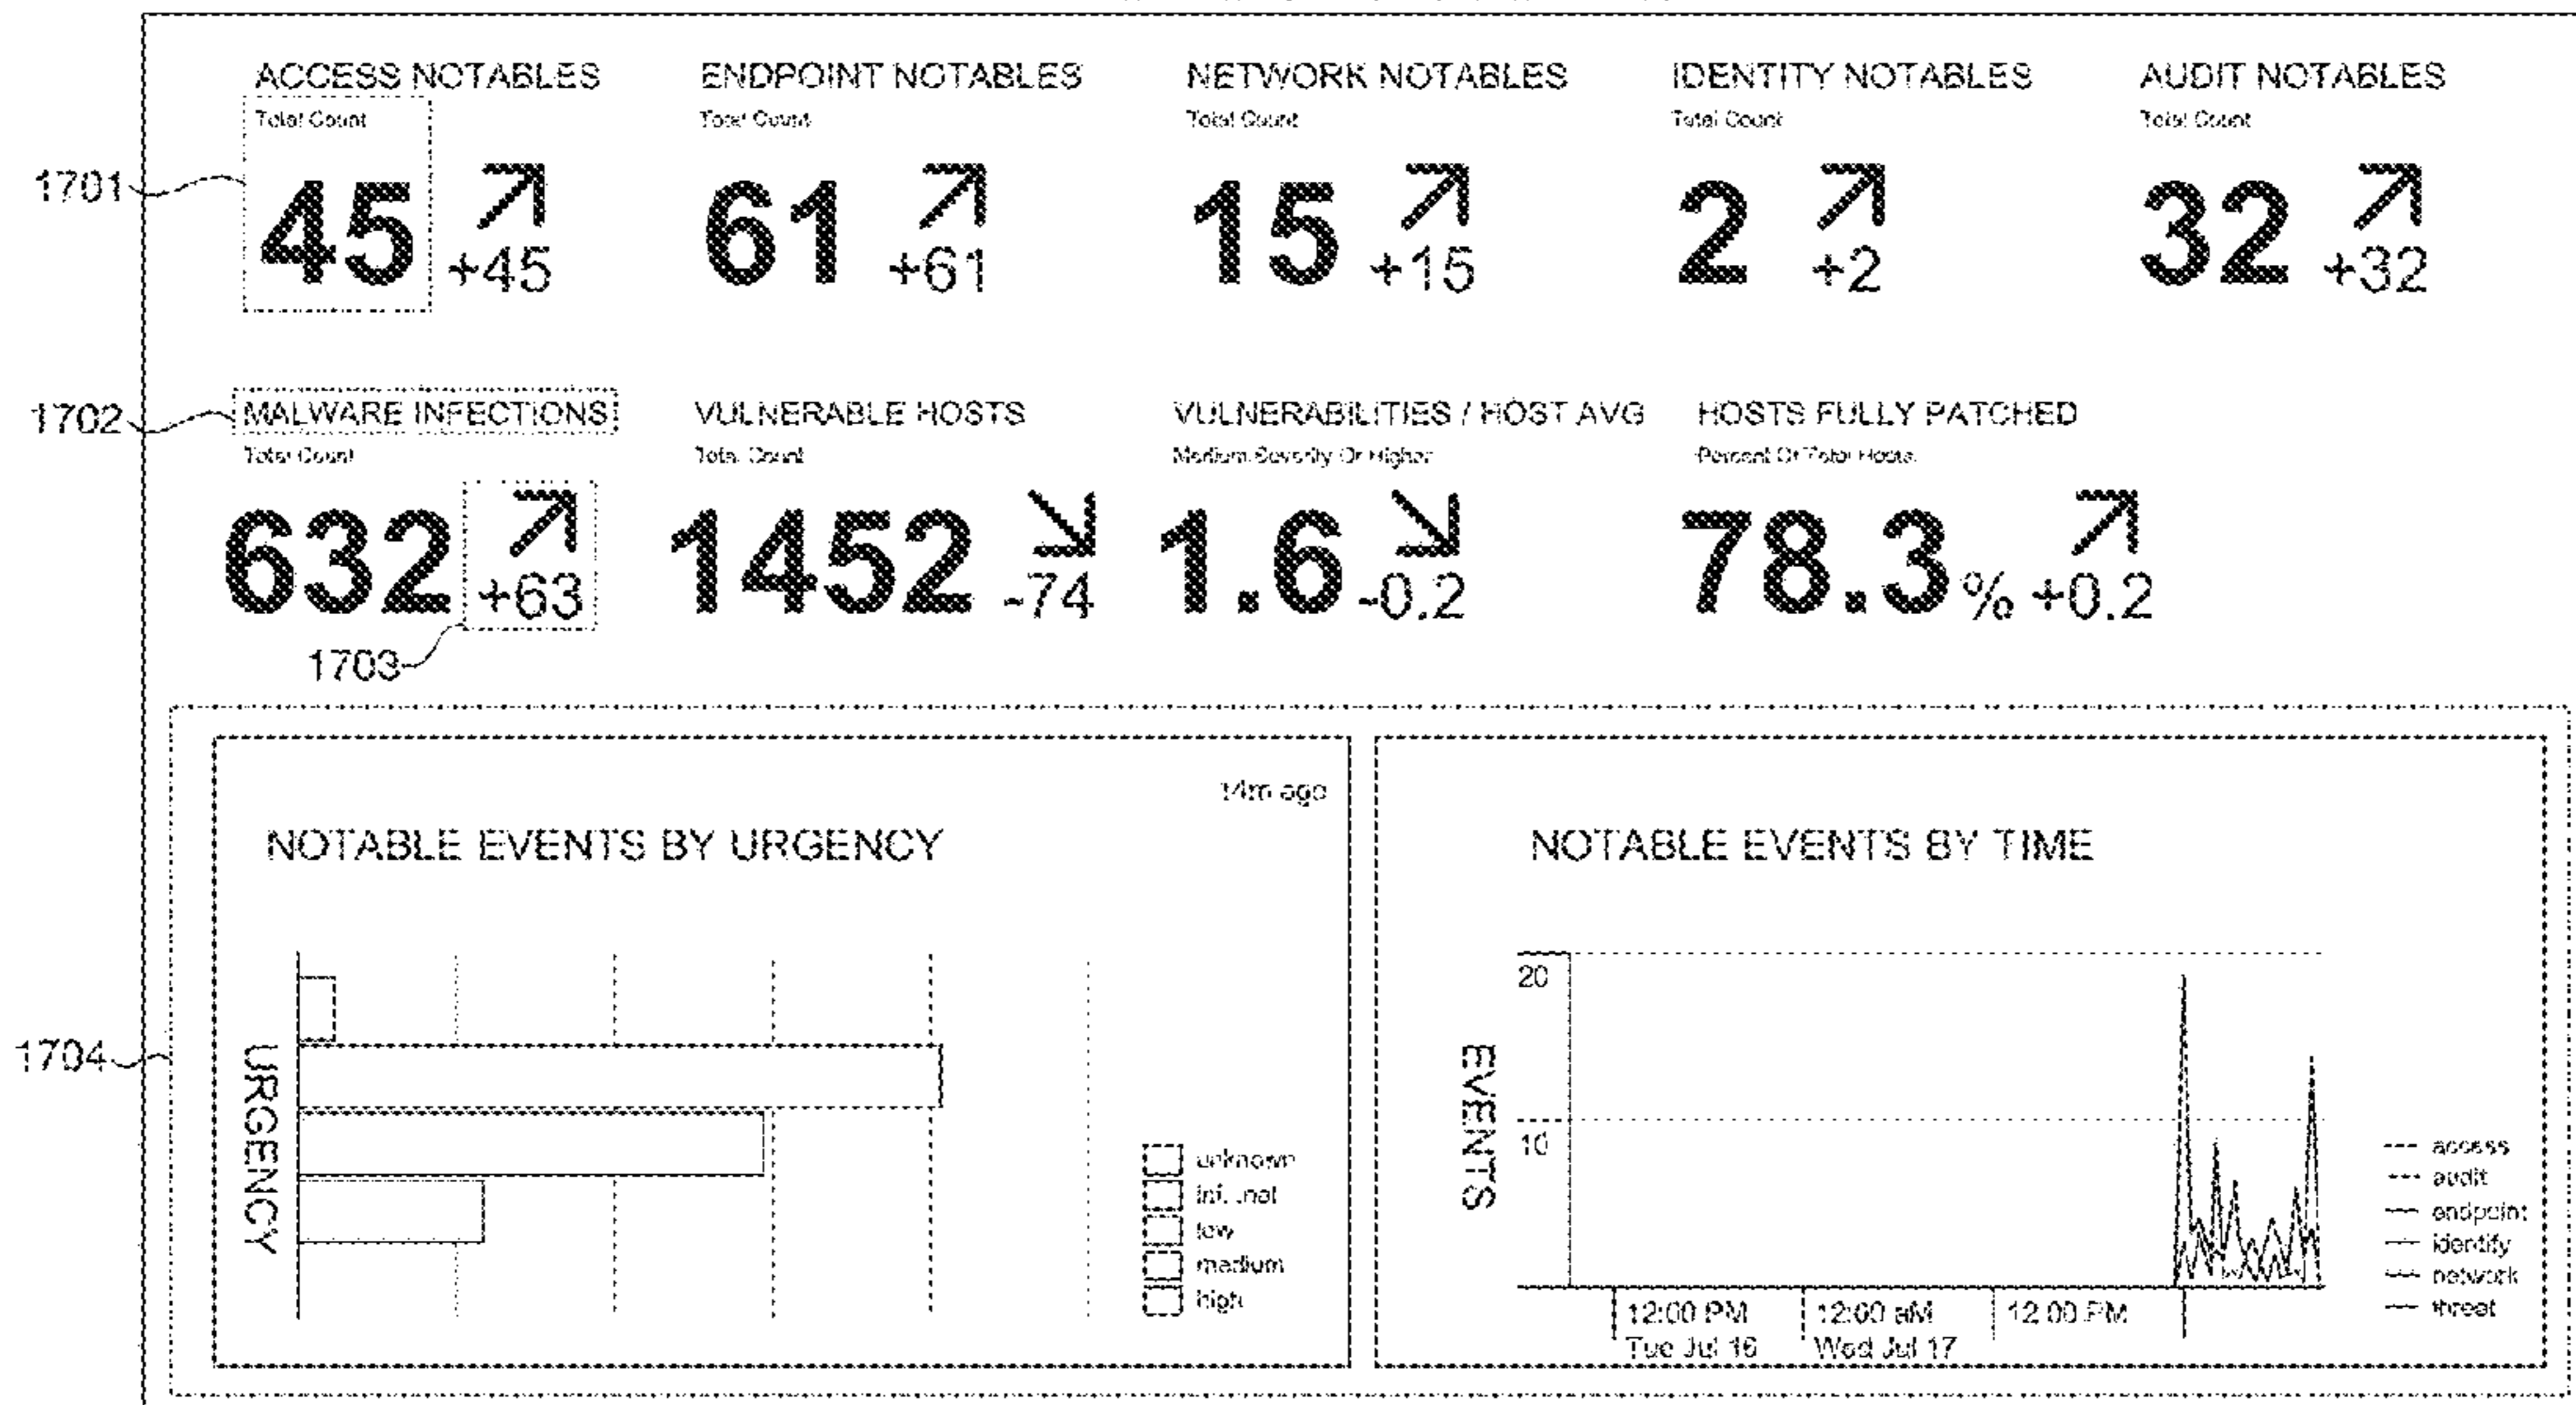 ACCESS NOTABLES ENDPOINT NOTABLES NETWORK NOTABLES IDENTITY NOTABLES AUDIT NOTABLES
Total Count Total Count Total Count Total Count Total Count
1701 45 +45 61 +61 15 +15 2 +2 32 +32
1702 MALWARE INFECTIONS VULNERABLE HOSTS VULNERABILITIES / HOST AVG HOSTS FULLY PATCHED
Total Count Total Count Medium Severity Or Higher Percent Of Total Hosts
632 +63 1452 -74 1.6 -0.2 78.3 % +0.2
1703
1704
14m ago
NOTABLE EVENTS BY URGENCY
URGENCY
unknown
low
medium
high
NOTABLE EVENTS BY TIME
EVENTS
20
10
access
audit
endpoint
identity
network
threat
12:00 PM 12:00 aM 12:00 PM
Tue Jul 16 Wed Jul 17